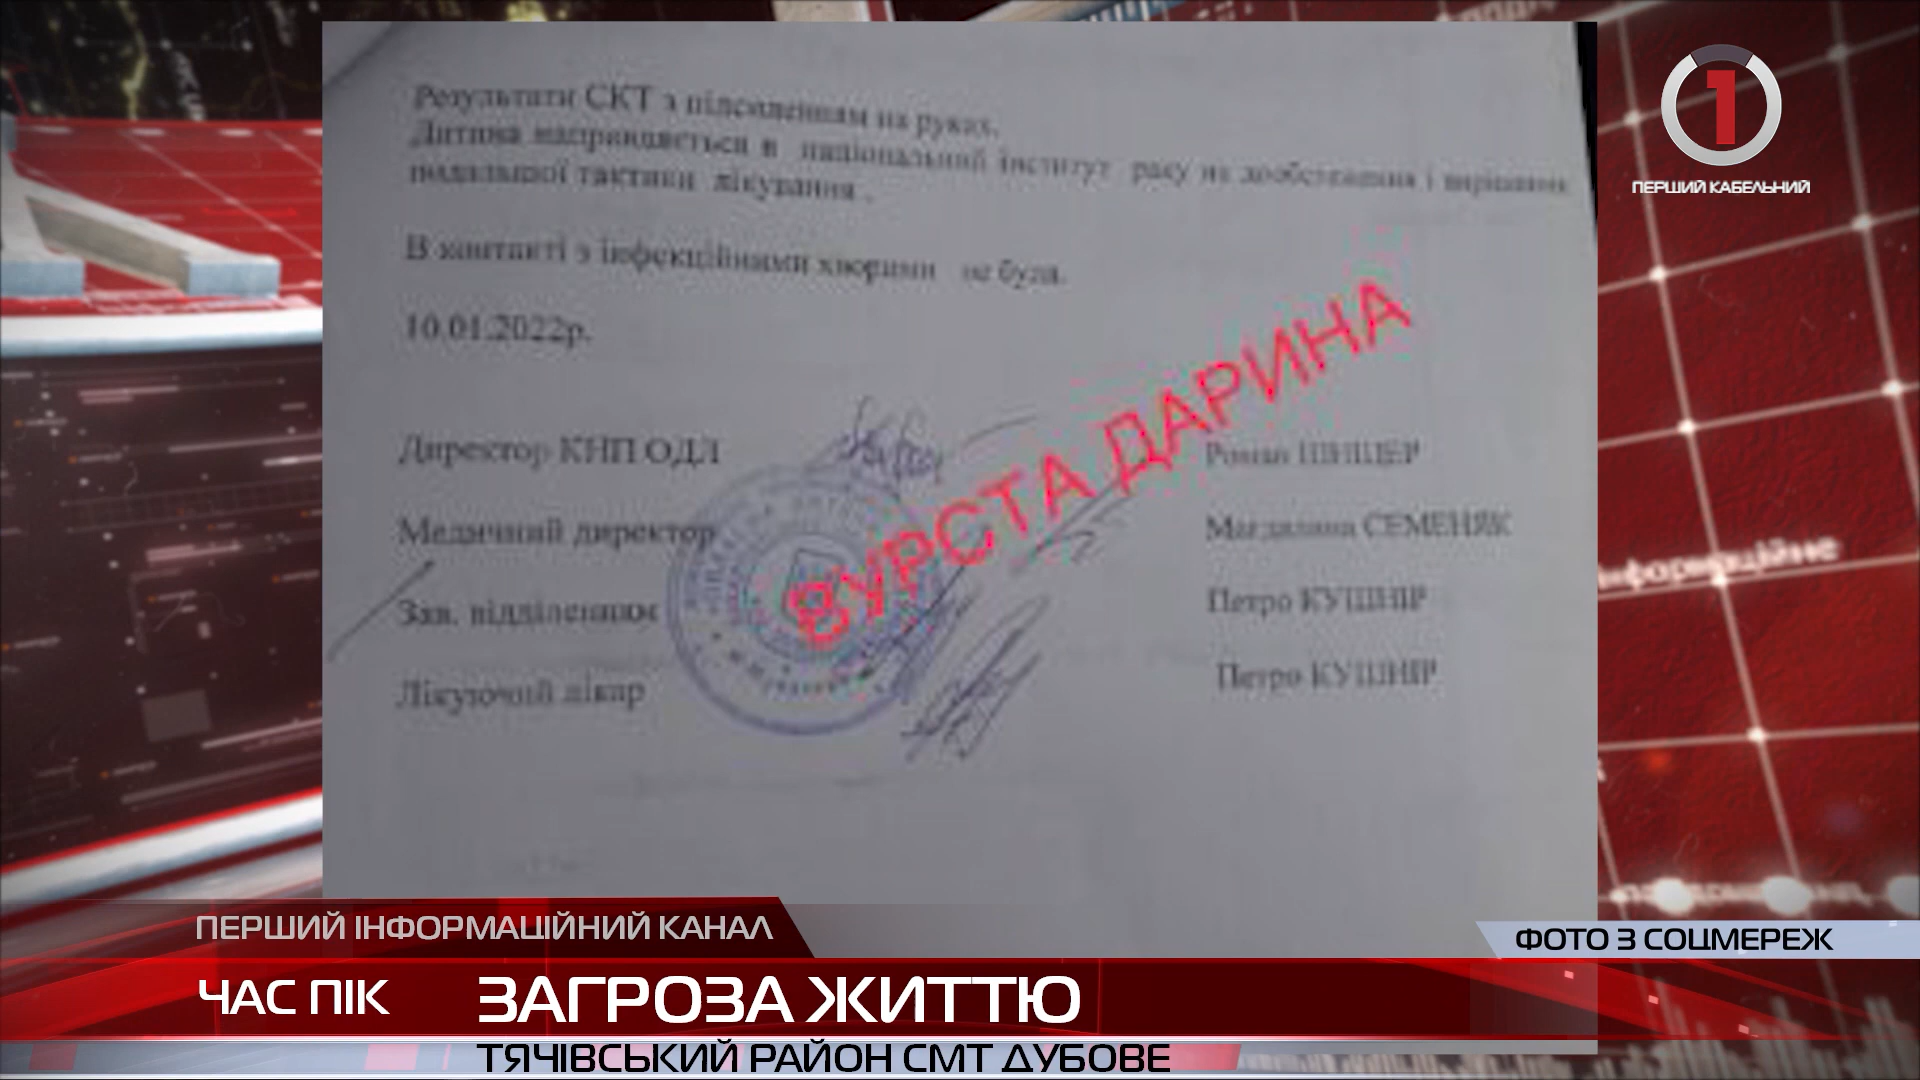 Результати СКТ з підсиленням на руках.
Дитина направляється в національний інститут раку на дообстеження і вирішення
подальшої тактики лікування .
В контакті з інфекційними хворими не була.
10.01.2022р.
Директор КНП ОДЛ Роман ШНІЦЕР
Медичний директор Магдалина СЕМЕНЯК
Зав. відділенням Петро КУШНІР
Лікуючий лікар Петро КУШНІР
ВУРСТА ДАРИНА
1
ПЕРШИЙ КАБЕЛЬНИЙ
інформаційне
ПЕРШИЙ ІНФОРМАЦІЙНИЙ КАНАЛ
ФОТО З СОЦМЕРЕЖ
ЧАС ПІК ЗАГРОЗА ЖИТТЮ
ТЯЧІВСЬКИЙ РАЙОН СМТ ДУБОВЕ